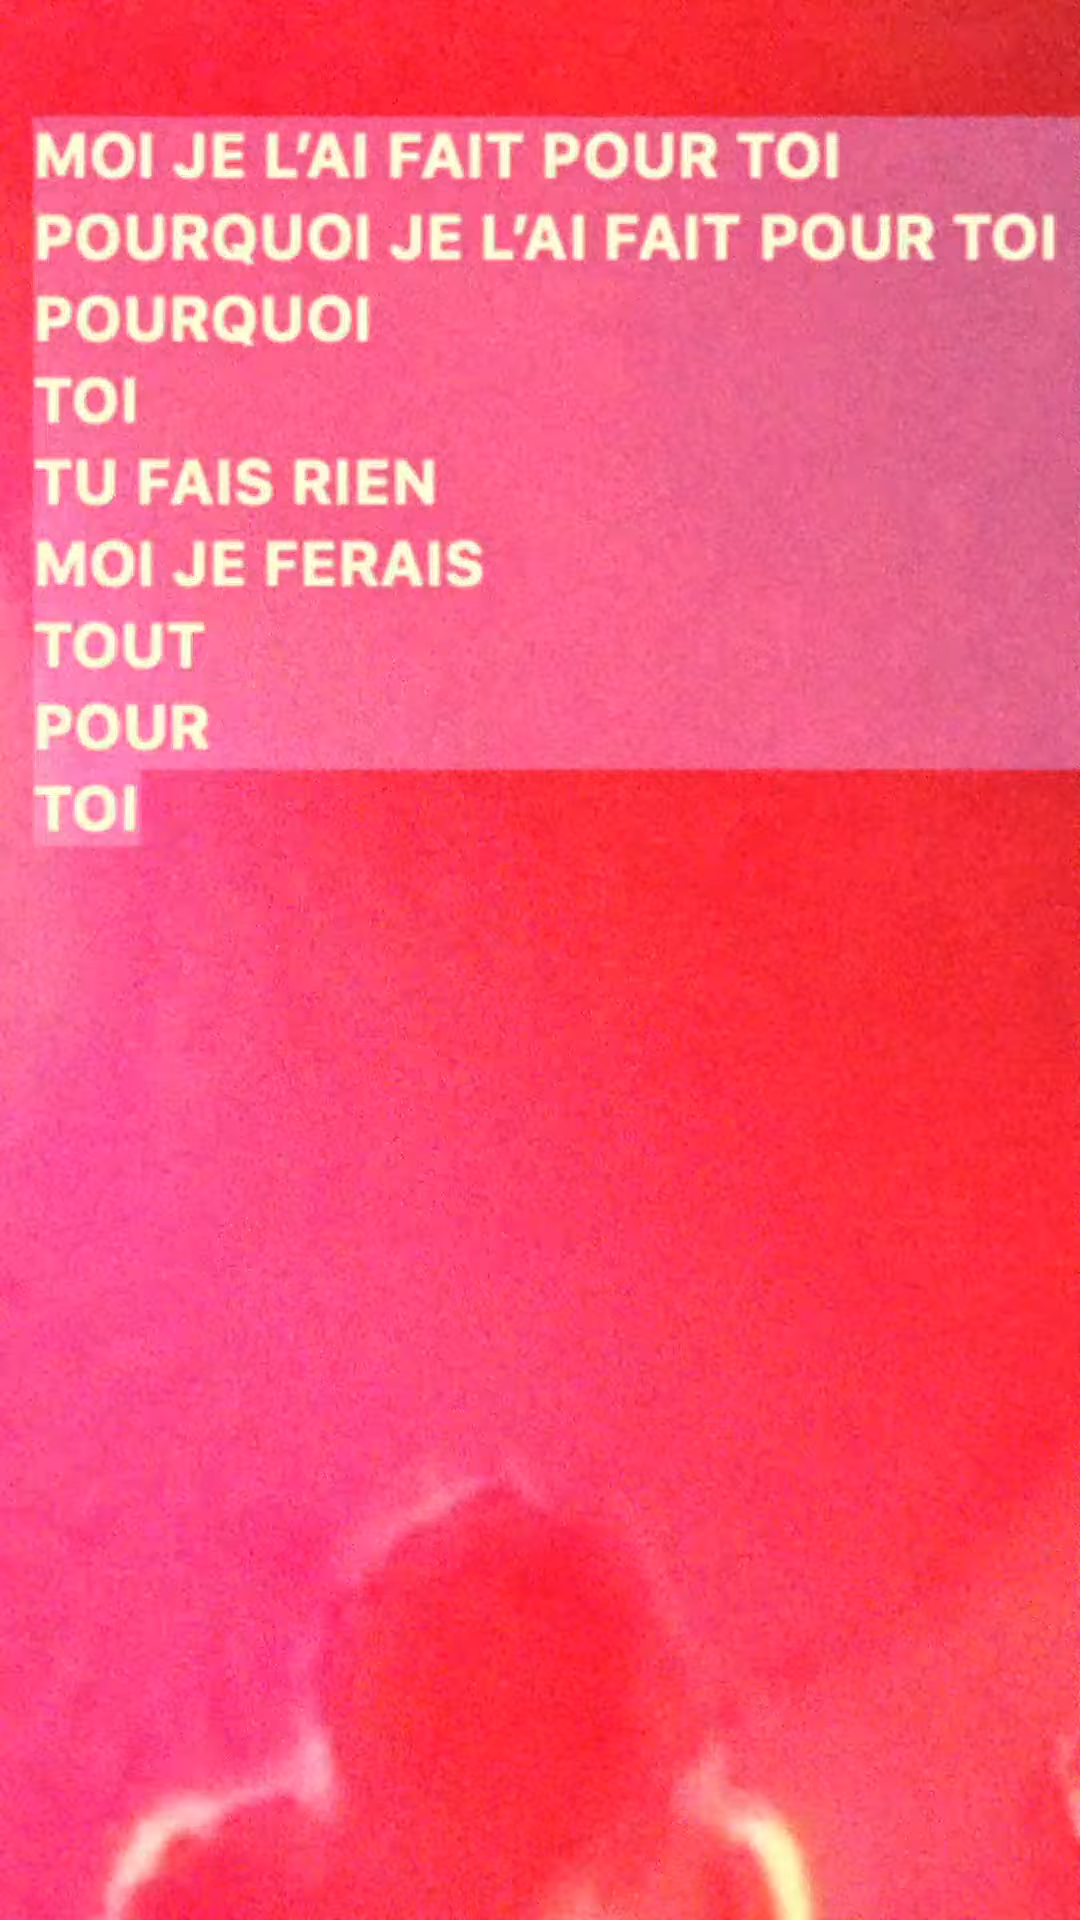 MOI JE L'AI FAIT POUR TOI
POURQUOI JE L'AI FAIT POUR TOI
POURQUOI
TOI
TU FAIS RIEN
MOI JE FERAIS
TOUT
POUR
TOI